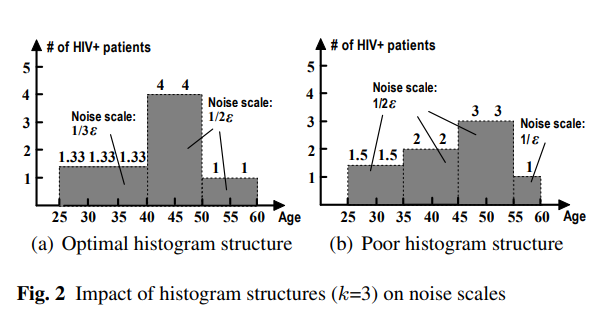 # of HIV+ patients
5
4
3
2
1
4 4
Noise scale:
1/3ε
Noise scale:
1/2ε
1.33 1.33 1.33
1 1
25 30 35 40 45 50 55 60 Age
(a) Optimal histogram structure
# of HIV+ patients
5
4
3
2
1
Noise scale:
1/2ε
3 3
Noise scale:
1/ε
2 2
1.5 1.5
1
25 30 35 40 45 50 55 60 Age
(b) Poor histogram structure
Fig. 2 Impact of histogram structures (k=3) on noise scales